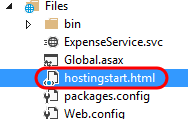 Files
bin
ExpenseService.svc
Global.asax
hostingstart.html
packages.config
Web.config